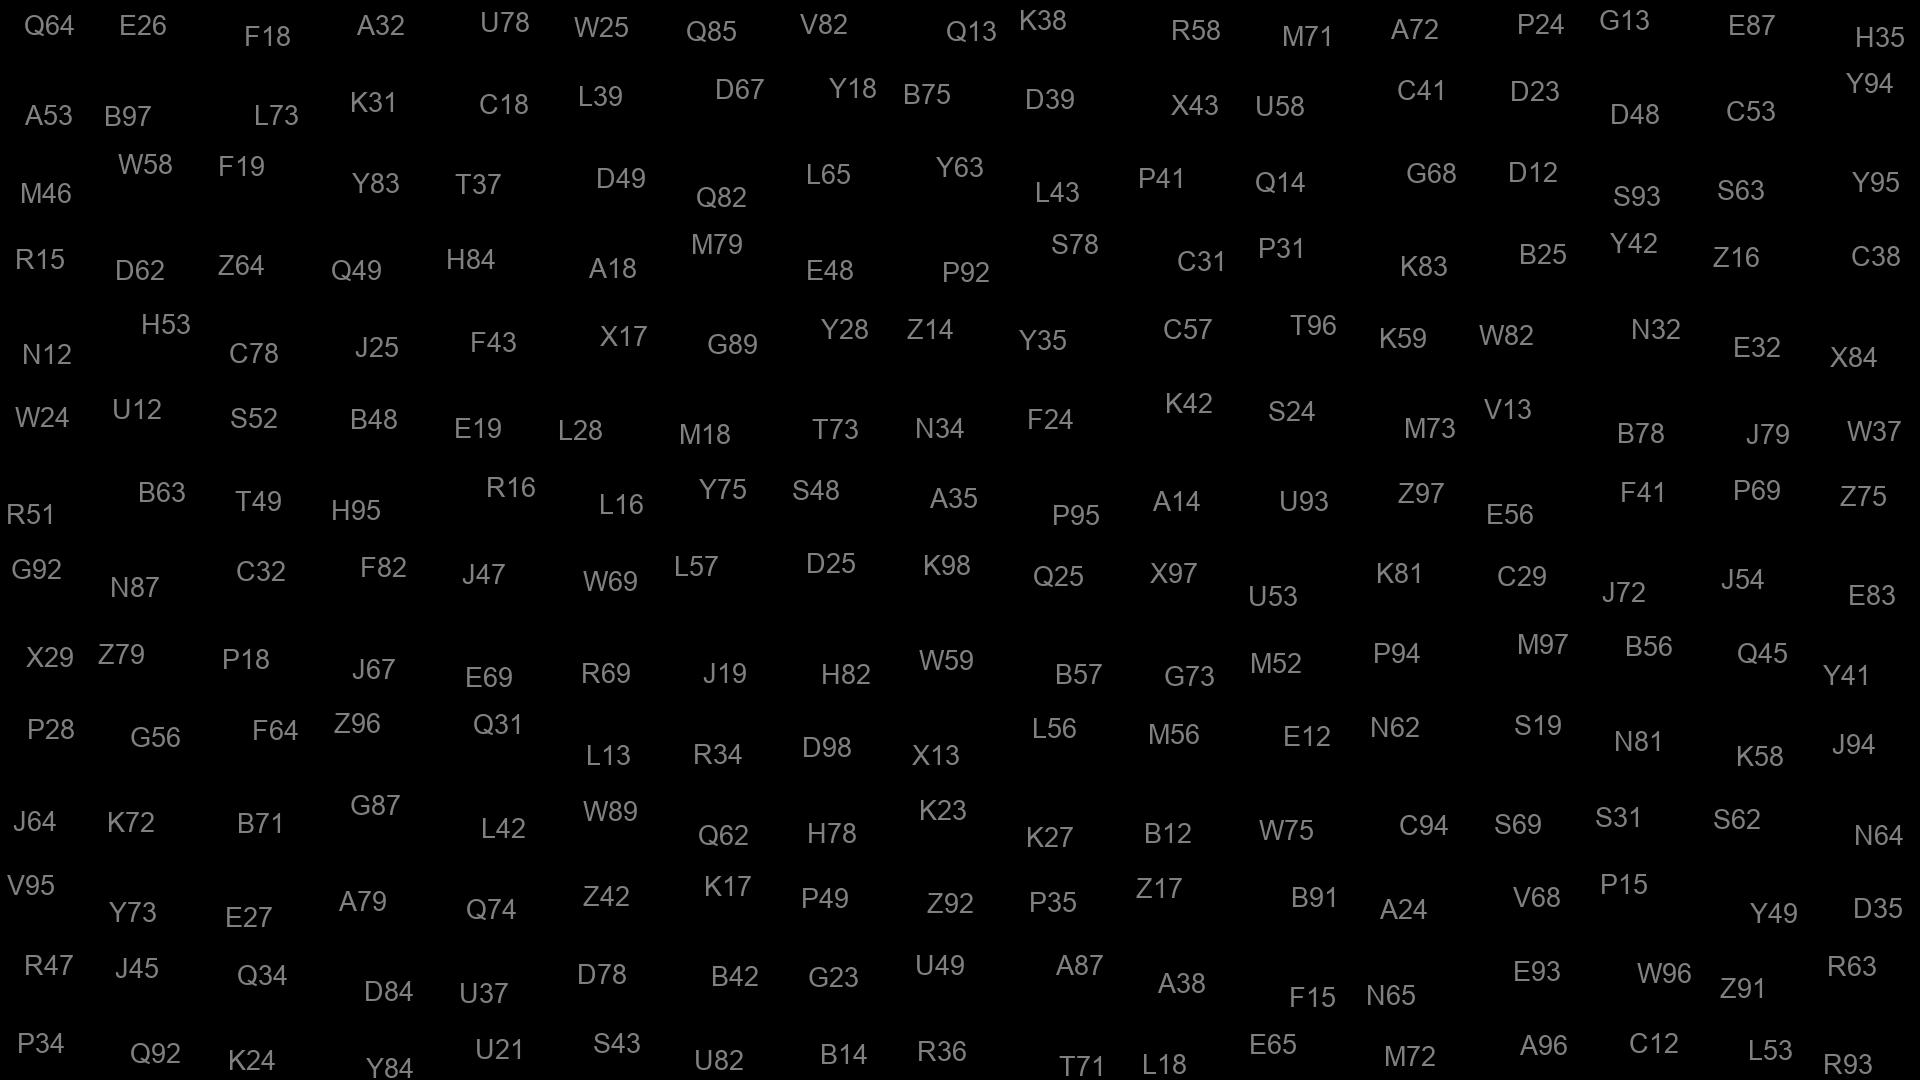 Q64 E26 F18 A32 U78 W25 Q85 V82 Q13 K38 R58 M71 A72 P24 G13 E87 H35
A53 B97 L73 K31 C18 L39 D67 Y18 B75 D39 X43 U58 C41 D23 D48 C53 Y94
M46 W58 F19 Y83 T37 D49 Q82 L65 Y63 L43 P41 Q14 G68 D12 S93 S63 Y95
R15 D62 Z64 Q49 H84 A18 M79 E48 P92 S78 C31 P31 K83 B25 Y42 Z16 C38
N12 H53 C78 J25 F43 X17 G89 Y28 Z14 Y35 C57 T96 K59 W82 N32 E32 X84
W24 U12 S52 B48 E19 L28 M18 T73 N34 F24 K42 S24 M73 V13 B78 J79 W37
R51 B63 T49 H95 R16 L16 Y75 S48 A35 P95 A14 U93 Z97 E56 F41 P69 Z75
G92 N87 C32 F82 J47 W69 L57 D25 K98 Q25 X97 U53 K81 C29 J72 J54 E83
X29 Z79 P18 J67 E69 R69 J19 H82 W59 B57 G73 M52 P94 M97 B56 Q45 Y41
P28 G56 F64 Z96 Q31 L13 R34 D98 X13 L56 M56 E12 N62 S19 N81 K58 J94
J64 K72 B71 G87 L42 W89 Q62 H78 K23 K27 B12 W75 C94 S69 S31 S62 N64
V95 Y73 E27 A79 Q74 Z42 K17 P49 Z92 P35 Z17 B91 A24 V68 P15 Y49 D35
R47 J45 Q34 D84 U37 D78 B42 G23 U49 A87 A38 F15 N65 E93 W96 Z91 R63
P34 Q92 K24 Y84 U21 S43 U82 B14 R36 T71 L18 E65 M72 A96 C12 L53 R93